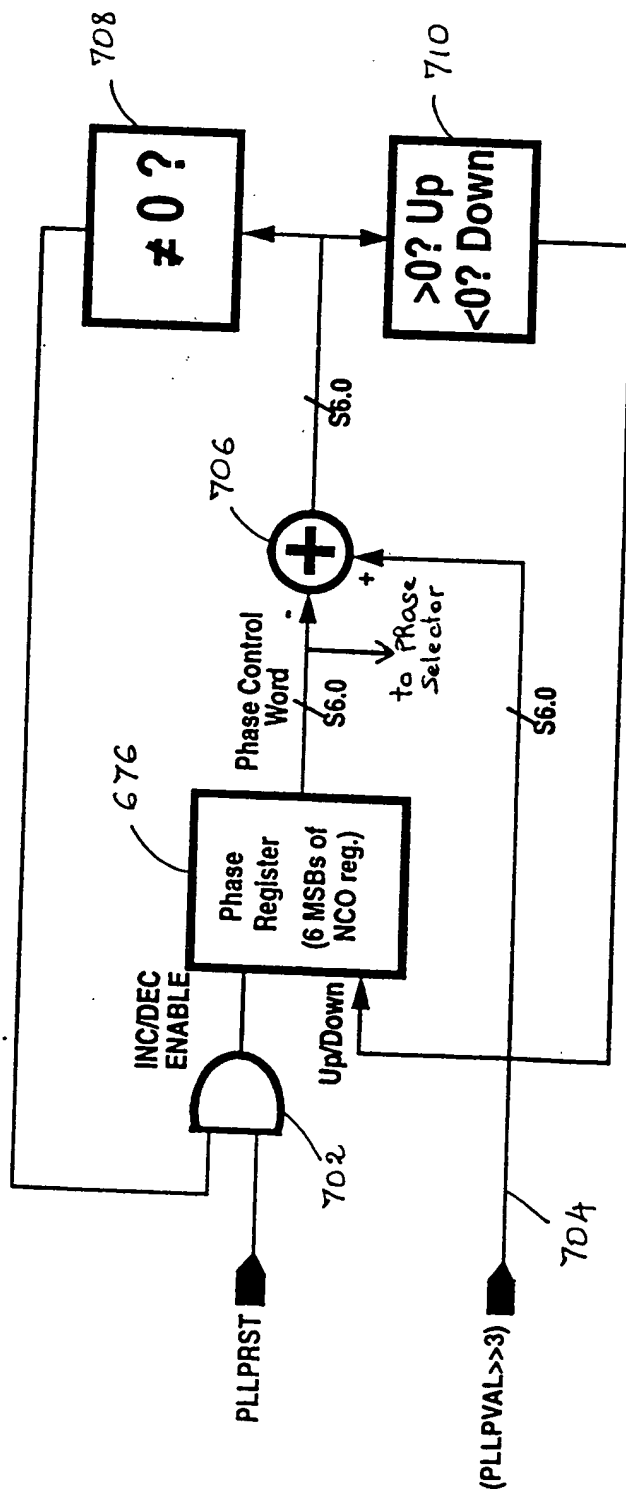 708
≠ 0 ?
710
>0? Up
<0? Down
S6.0
706
+
-
+
Phase Control
Word
S6.0
to PRase
Selector
S6.0
676
Phase
Register
(6 MSBs of
NCO reg.)
INC/DEC
ENABLE
Up/Down
702
704
PLLPRST
(PLLPVAL>>3)